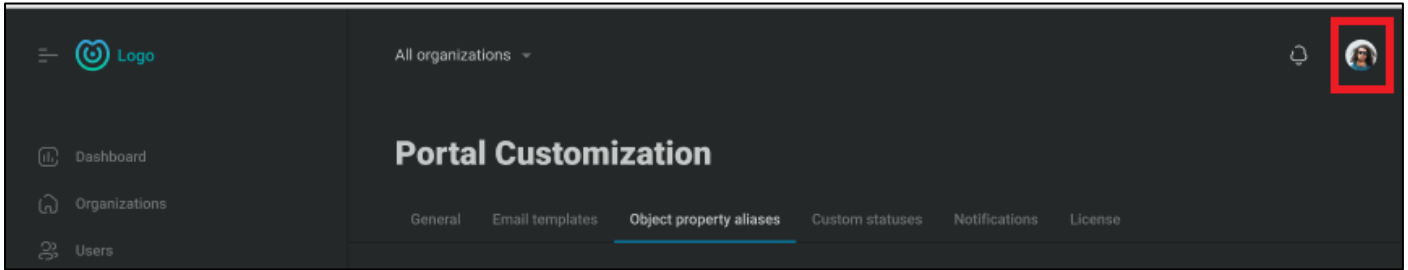 Logo
All organizations
Dashboard
Portal Customization
Organizations
General Email templates Object property aliases Custom statuses Notifications License
Users